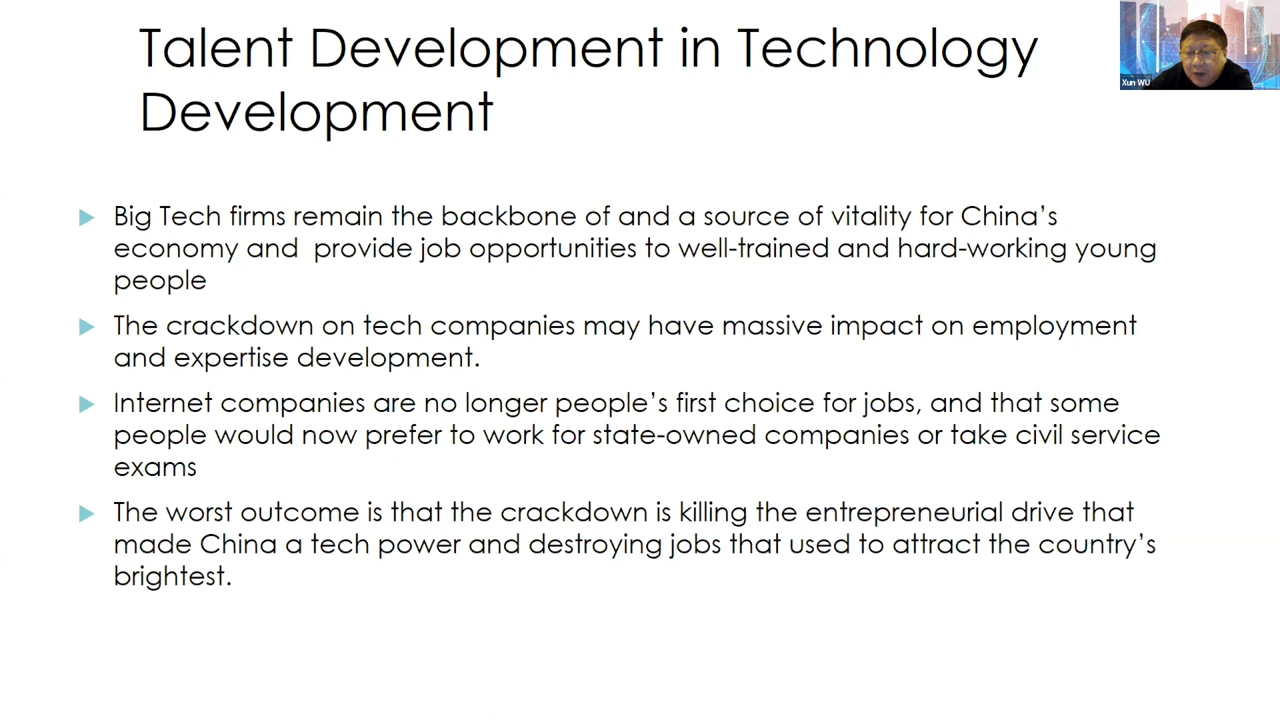 Talent Development in Technology
Development
Xun WU
Big Tech firms remain the backbone of and a source of vitality for China's
economy and  provide job opportunities to well-trained and hard-working young
people
The crackdown on tech companies may have massive impact on employment
and expertise development.
Internet companies are no longer people's first choice for jobs, and that some
people would now prefer to work for state-owned companies or take civil service
exams
The worst outcome is that the crackdown is killing the entrepreneurial drive that
made China a tech power and destroying jobs that used to attract the country's
brightest.